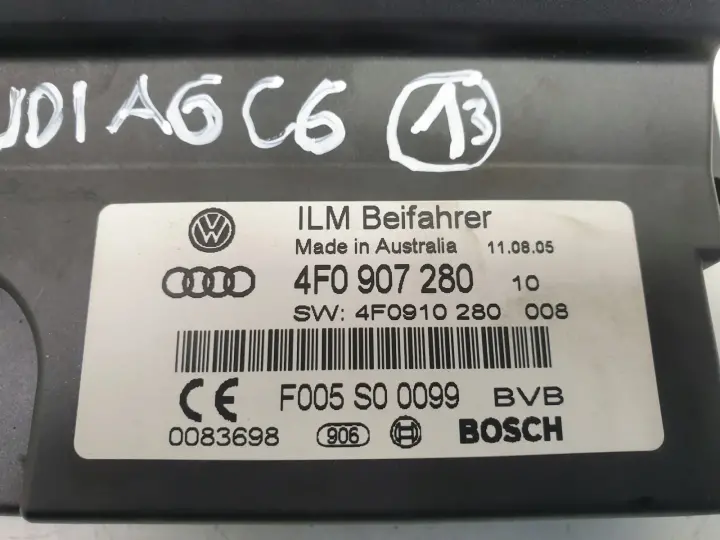 UDI A6 C6 13
ILM Beifahrer
Made in Australia 11.08.05
4F0 907 280 10
SW: 4F0910 280 008
CE F005 S0 0099 BVB
0083698 906 BOSCH